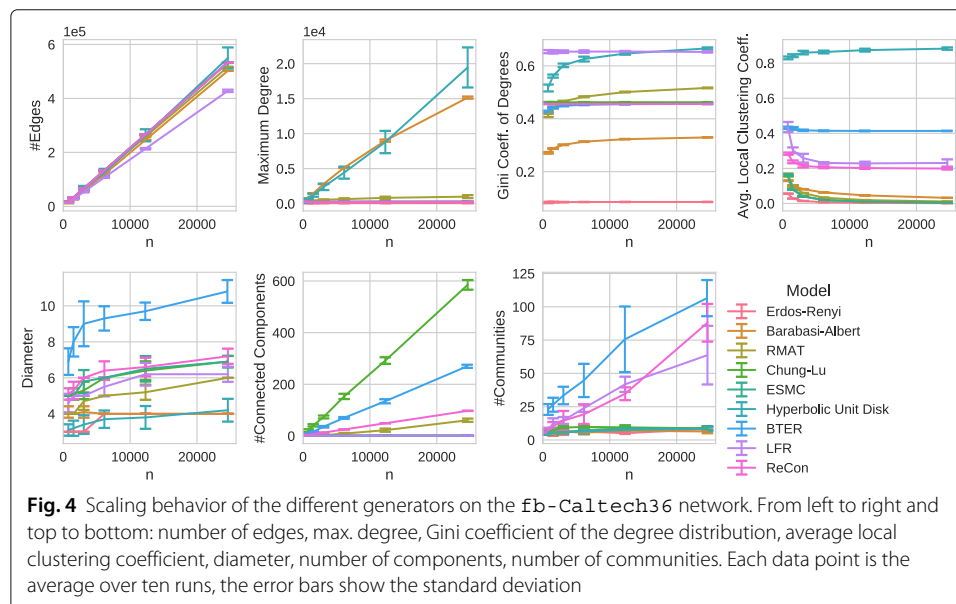 1e5
#Edges
6
4
2
0
0
10000
20000
n
1e4
Maximum Degree
2.0
1.5
1.0
0.5
0.0
0
10000
20000
n
Gini Coeff. of Degrees
0.6
0.4
0.2
0
10000
20000
n
Avg. Local Clustering Coeff.
0.8
0.6
0.4
0.2
0.0
0
10000
20000
n
Diameter
10
8
6
4
0
10000
20000
n
#Connected Components
600
400
200
0
0
10000
20000
n
#Communities
125
100
75
50
25
0
0
10000
20000
n
Model
Erdos-Renyi
Barabasi-Albert
RMAT
Chung-Lu
ESMC
Hyperbolic Unit Disk
BTER
LFR
ReCon
Fig. 4 Scaling behavior of the different generators on the fb-Caltech36 network. From left to right and
top to bottom: number of edges, max. degree, Gini coefficient of the degree distribution, average local
clustering coefficient, diameter, number of components, number of communities. Each data point is the
average over ten runs, the error bars show the standard deviation